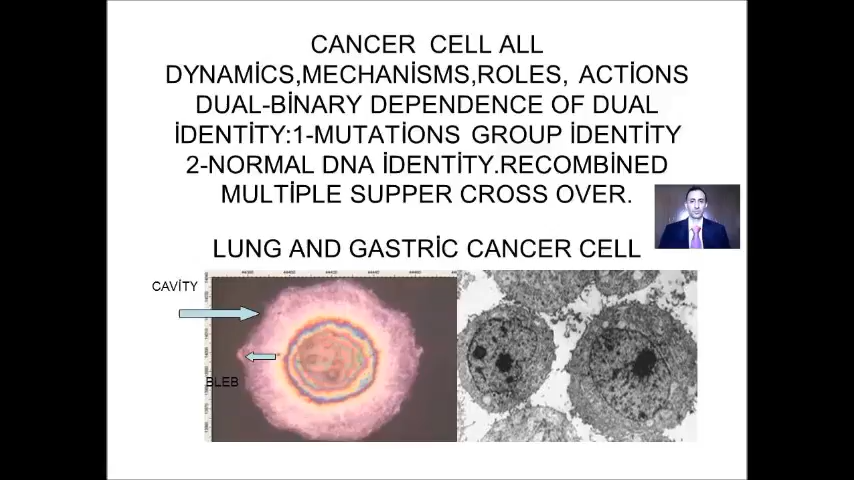 CANCER CELL ALL
DYNAMİCS,MECHANİSMS,ROLES, ACTİONS
DUAL-BİNARY DEPENDENCE OF DUAL
İDENTİTY:1-MUTATİONS GROUP İDENTİTY
2-NORMAL DNA İDENTİTY.RECOMBİNED
MULTİPLE SUPPER CROSS OVER.
LUNG AND GASTRİC CANCER CELL
CAVİTY
BLEB